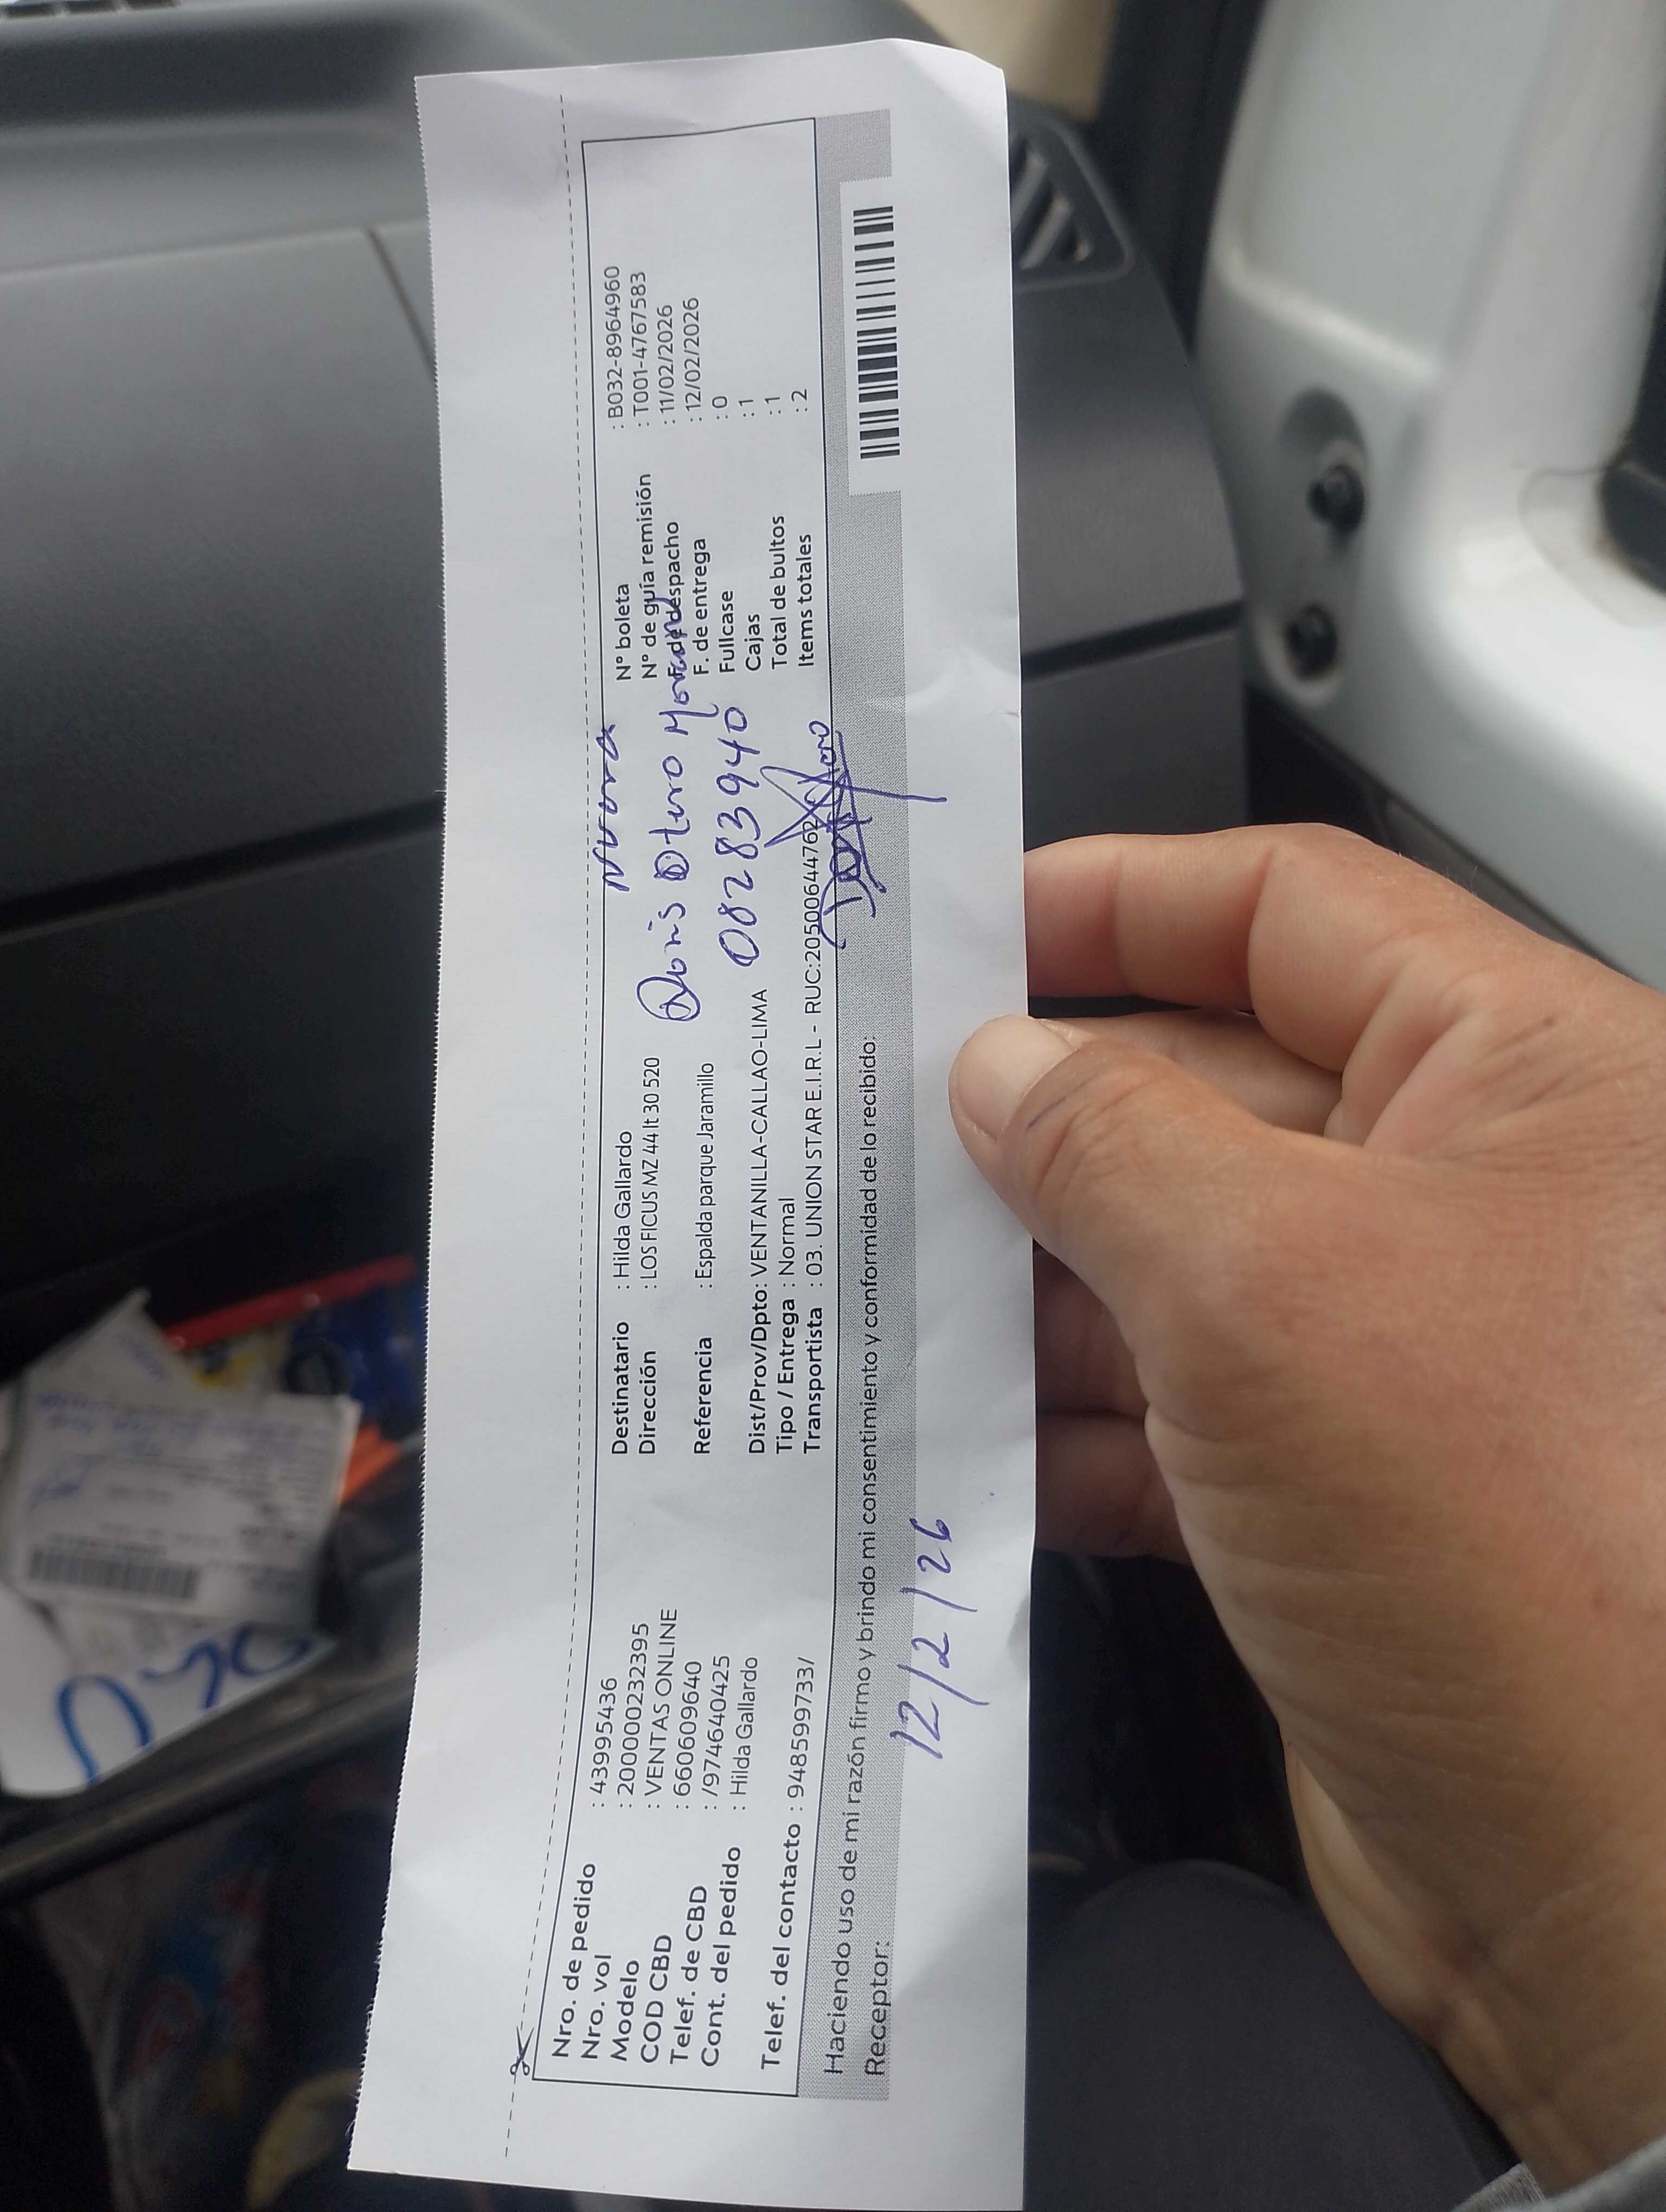 Nro. de pedido : 43995436
Nro. vol : 200000232395
Modelo : VENTAS ONLINE
COD CBD : 660609640
Telef. de CBD : /974640425
Cont. del pedido : Hilda Gallardo
Telef. del contacto : 948599733/
Destinatario : Hilda Gallardo
Dirección : LOS FICUS MZ 44 lt 30 520
Referencia : Espalda parque Jaramillo
Dist/Prov/Dpto: VENTANILLA-CALLAO-LIMA
Tipo / Entrega : Normal
Transportista : 03. UNION STAR E.I.R.L - RUC:20500644762
N° boleta : B032-8964960
N° de guía remisión : T001-4767583
F. de despacho : 11/02/2026
F. de entrega : 12/02/2026
Fullcase : 0
Cajas : 1
Total de bultos : 1
Items totales : 2
Doris Otero
08283940
Haciendo uso de mi razón firmo y brindo mi consentimiento y conformidad de lo recibido:
Receptor:
12/2/26